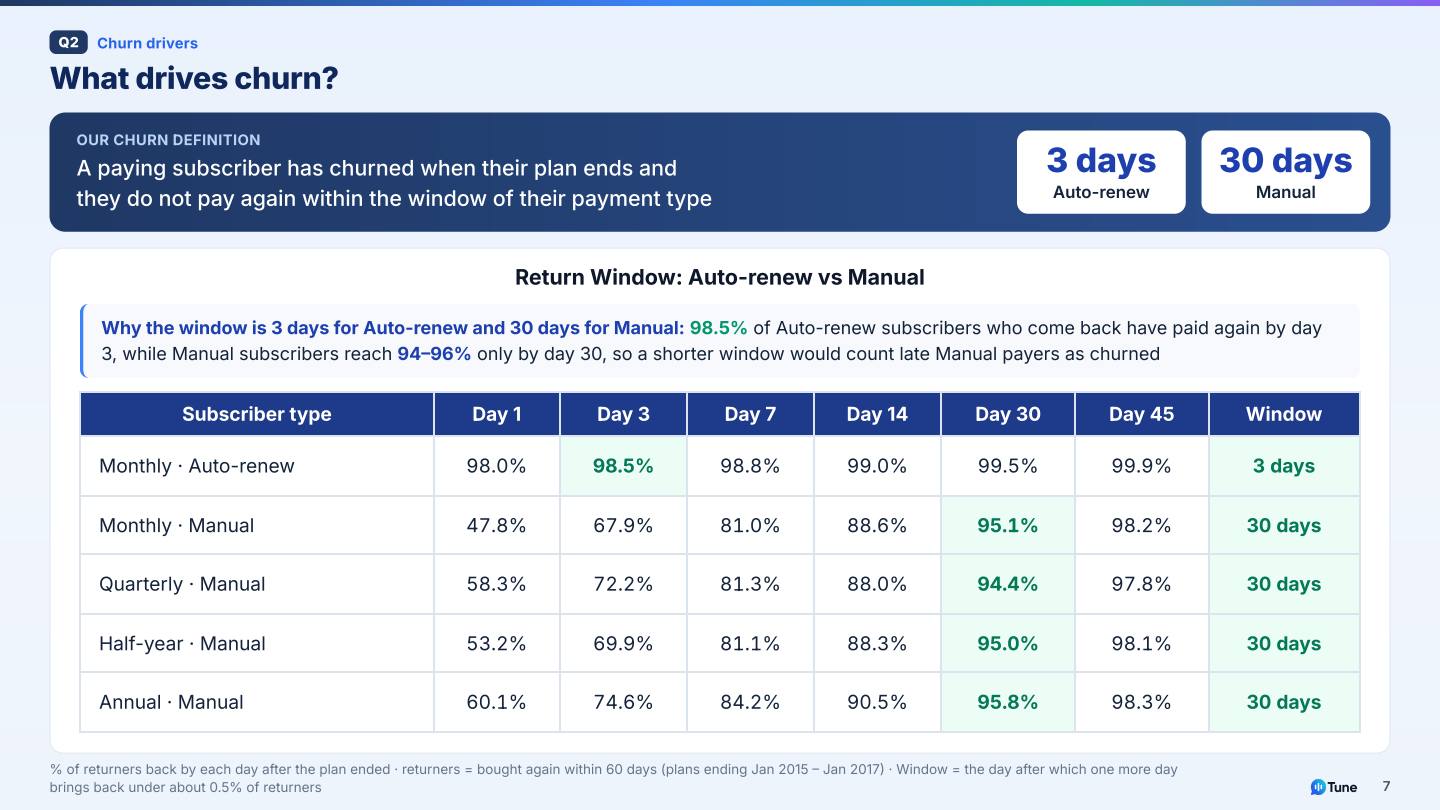 Q2 Churn drivers
What drives churn?
OUR CHURN DEFINITION
A paying subscriber has churned when their plan ends and
they do not pay again within the window of their payment type
3 days
Auto-renew
30 days
Manual
Return Window: Auto-renew vs Manual
Why the window is 3 days for Auto-renew and 30 days for Manual: 98.5% of Auto-renew subscribers who come back have paid again by day
3, while Manual subscribers reach 94–96% only by day 30, so a shorter window would count late Manual payers as churned
Subscriber type Day 1 Day 3 Day 7 Day 14 Day 30 Day 45 Window
Monthly · Auto-renew 98.0% 98.5% 98.8% 99.0% 99.5% 99.9% 3 days
Monthly · Manual 47.8% 67.9% 81.0% 88.6% 95.1% 98.2% 30 days
Quarterly · Manual 58.3% 72.2% 81.3% 88.0% 94.4% 97.8% 30 days
Half-year · Manual 53.2% 69.9% 81.1% 88.3% 95.0% 98.1% 30 days
Annual · Manual 60.1% 74.6% 84.2% 90.5% 95.8% 98.3% 30 days
% of returners back by each day after the plan ended · returners = bought again within 60 days (plans ending Jan 2015 – Jan 2017) · Window = the day after which one more day
brings back under about 0.5% of returners
Tune 7